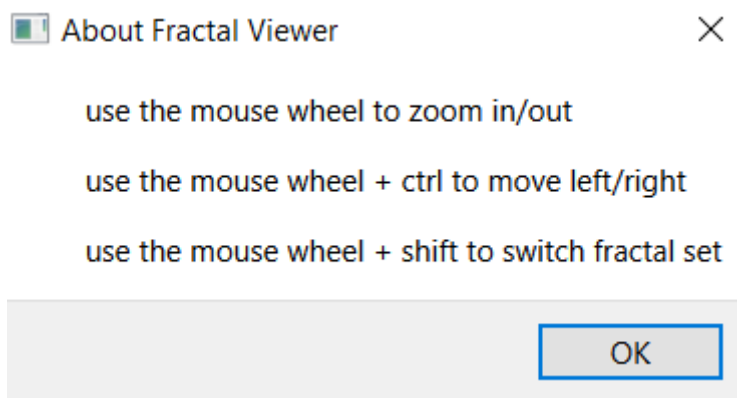 About Fractal Viewer
use the mouse wheel to zoom in/out
use the mouse wheel + ctrl to move left/right
use the mouse wheel + shift to switch fractal set
OK